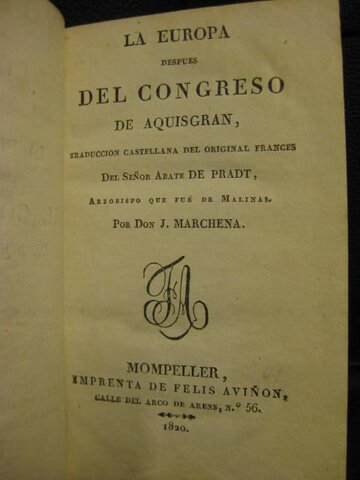 LA EUROPA
DESPUES
DEL CONGRESO
DE AQUISGRAN,
TRADUCCION CASTELLANA DEL ORIGINAL FRANCES
DEL SEÑOR ABATE DE PRADT,
ARZOBISPO QUE FUÉ DE MALINAS.
POR DON J. MARCHENA.
FA
MOMPELLER,
IMPRENTA DE FELIS AVIÑON,
CALLE DEL ARCO DE ARENS, N.º 56.
1820.